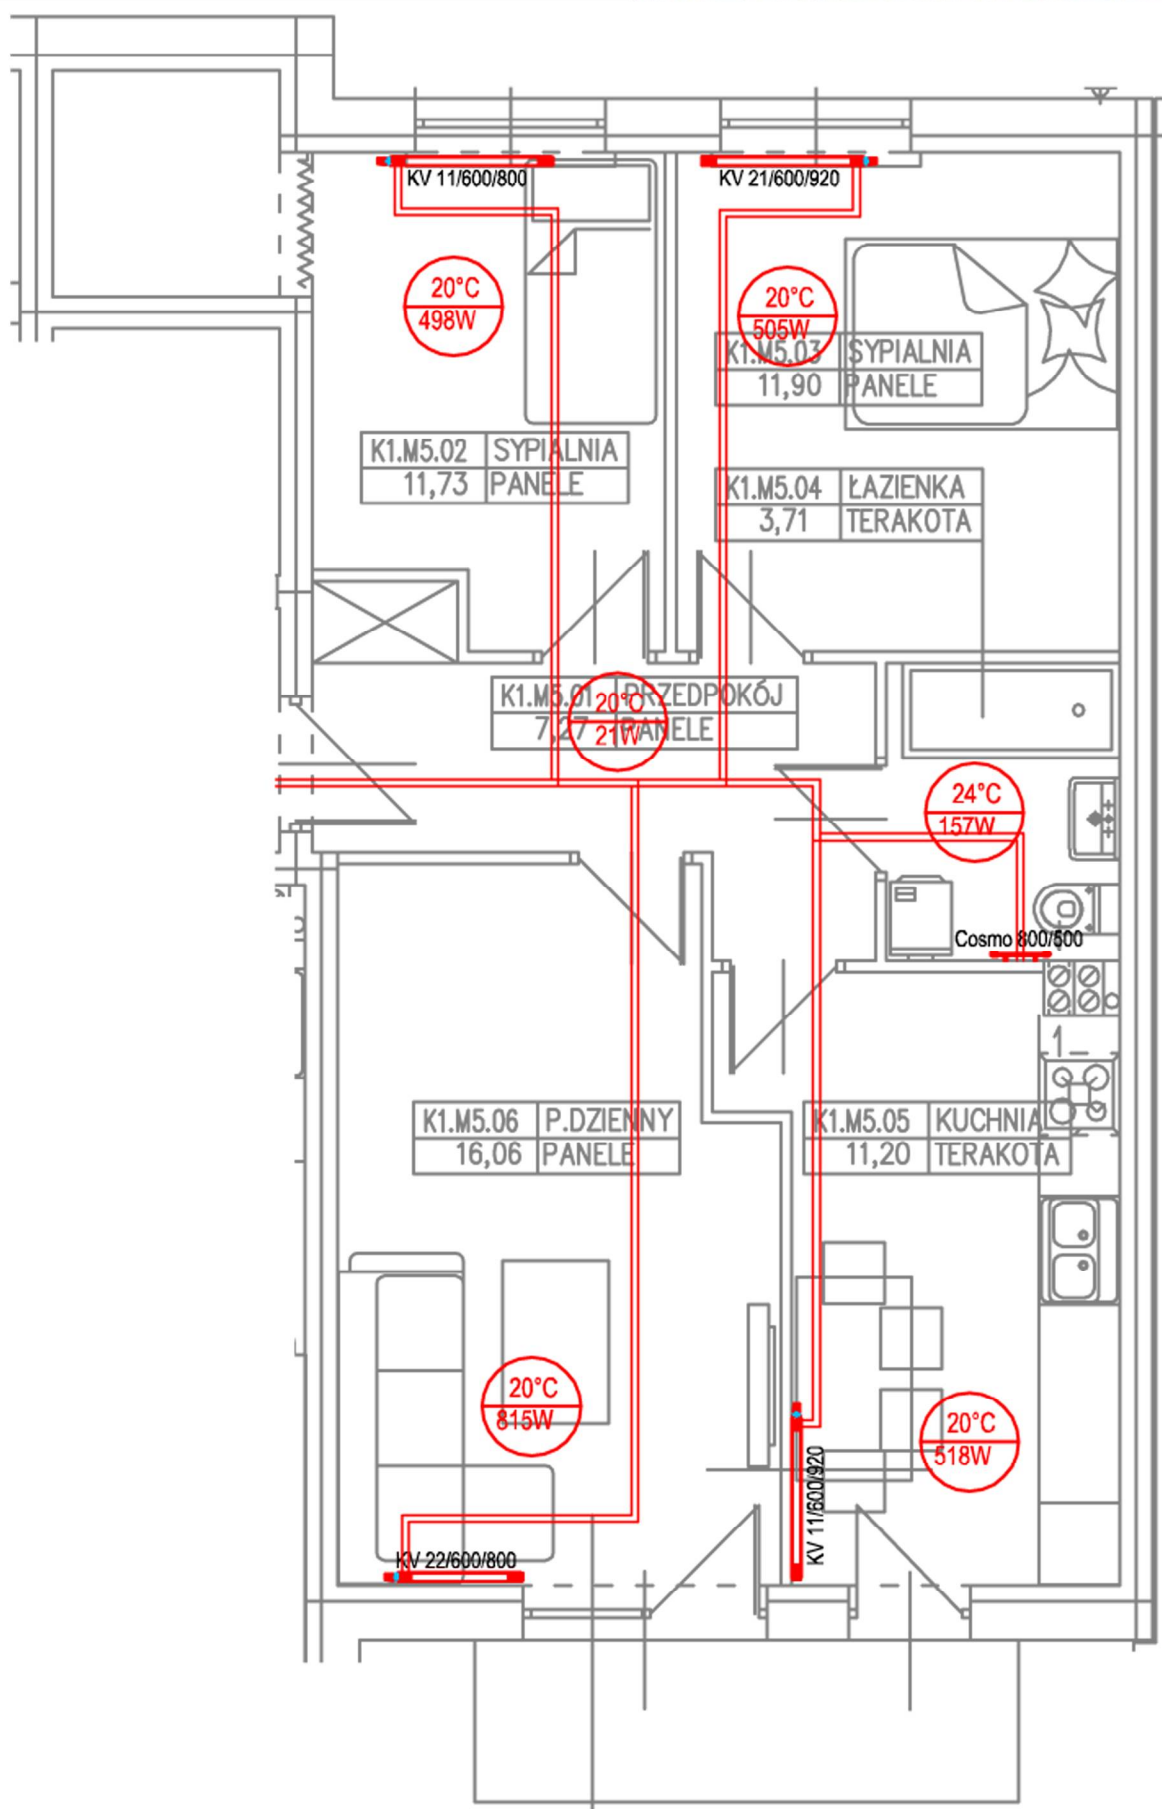 KV 11/600/800
KV 21/600/920
20°C
498W
20°C
505W
K1.M5.03 SYPIALNIA
11,90 PANELE
K1.M5.02 SYPIALNIA
11,73 PANELE
K1.M5.04 ŁAZIENKA
3,71 TERAKOTA
K1.M5.01 PRZEDPOKÓJ
7,27 PANELE
20°C
21W
24°C
157W
Cosmo 800/500
1
K1.M5.06 P.DZIENNY
16,06 PANELE
K1.M5.05 KUCHNIA
11,20 TERAKOTA
20°C
815W
20°C
518W
KV 11/600/920
KV 22/600/800